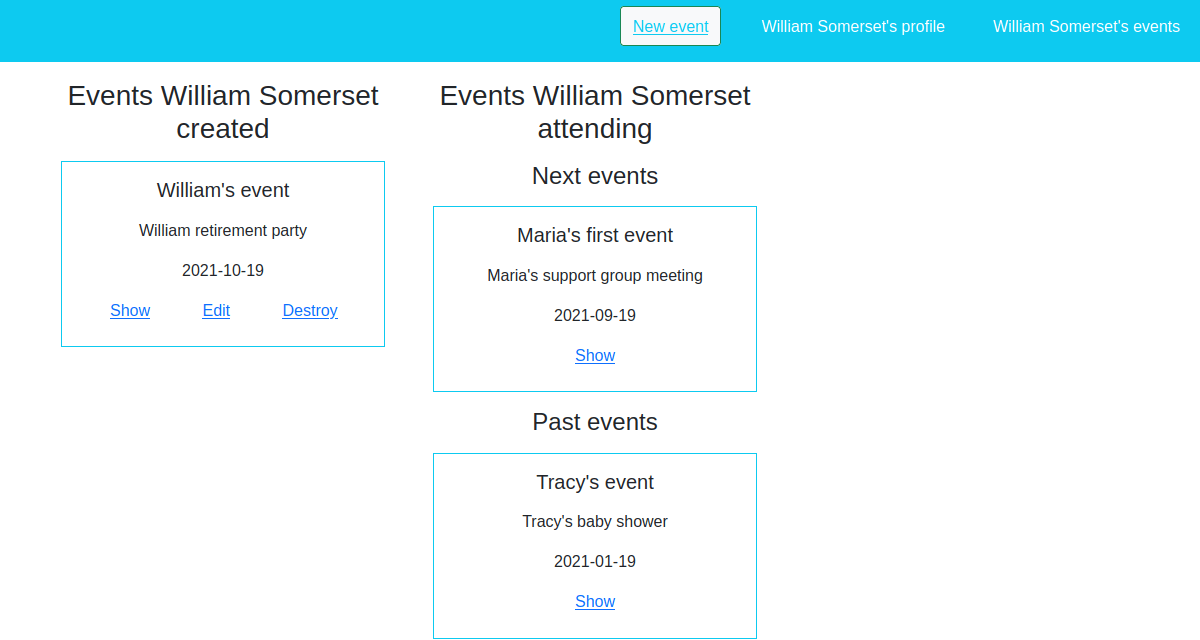 New event
William Somerset's profile
William Somerset's events
Events William Somerset
created
William's event
William retirement party
2021-10-19
Show Edit Destroy
Events William Somerset
attending
Next events
Maria's first event
Maria's support group meeting
2021-09-19
Show
Past events
Tracy's event
Tracy's baby shower
2021-01-19
Show